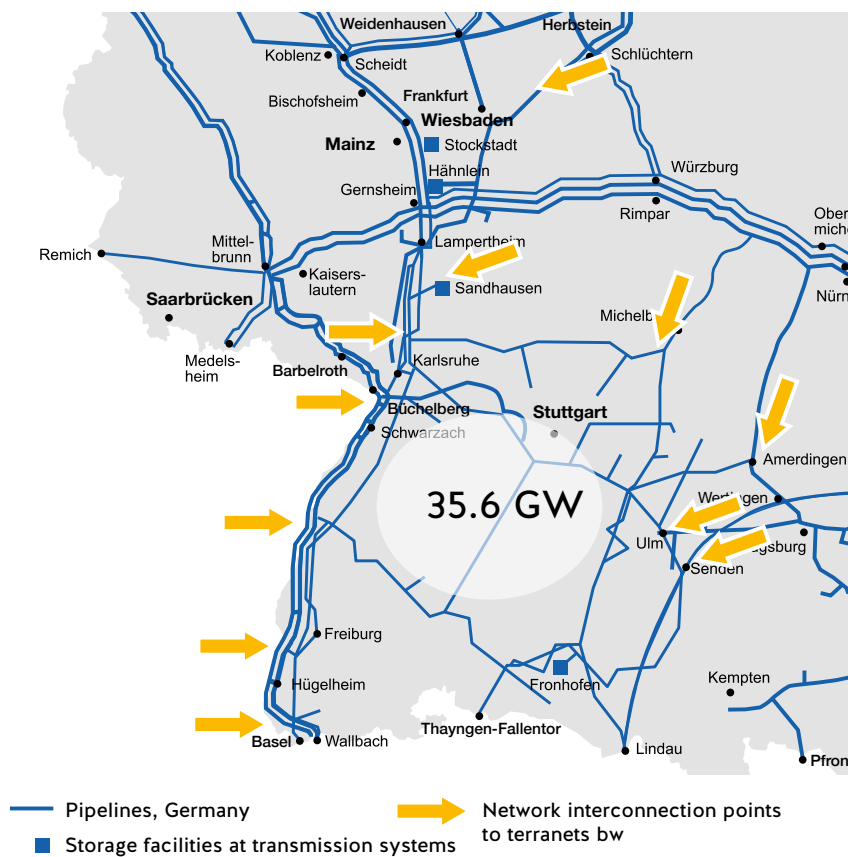 Weidenhausen
Herbstein
Koblenz
Scheidt
Schlüchtern
Bischofsheim
Frankfurt
Wiesbaden
Mainz
Stockstadt
Hähnlein
Würzburg
Gernsheim
Rimpar
Ober
Mittel-
brunn
Lampertheim
Remich
Kaisers-
lautern
Sandhausen
Nürn
Saarbrücken
Medels-
heim
Karlsruhe
Barbelroth
Büchelberg
Stuttgart
Schwarzach
Amerdingen
35.6 GW
Ulm
Senden
Freiburg
Hügelheim
Fronhofen
Kempten
Thayngen-Fallentor
Basel
Wallbach
Lindau
Pfron
Pipelines, Germany
Network interconnection points
to terranets bw
Storage facilities at transmission systems